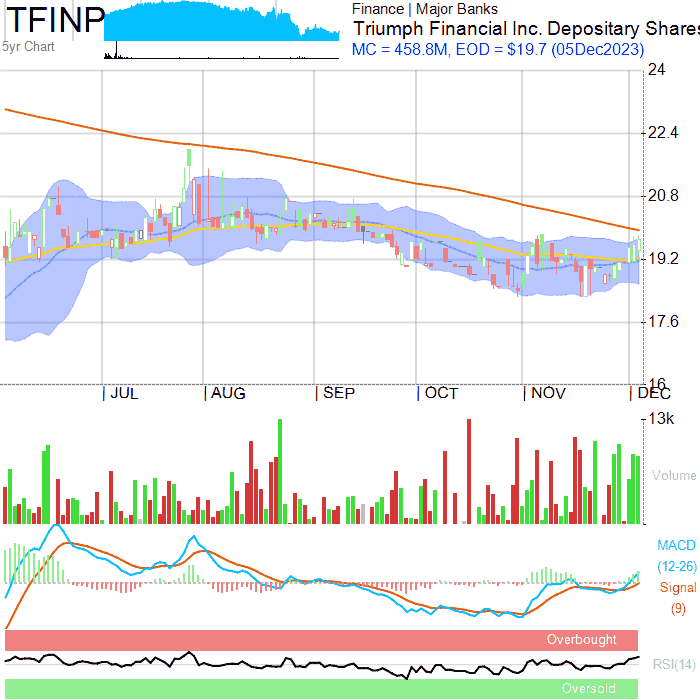 TFINP
5yr Chart
Finance | Major Banks
Triumph Financial Inc. Depositary Shares
MC = 458.8M, EOD = $19.7 (05Dec2023)
24
22.4
20.8
19.2
17.6
16
JUL
AUG
SEP
OCT
NOV
DEC
13k
Volume
MACD
(12-26)
Signal
(9)
Overbought
RSI(14)
Oversold